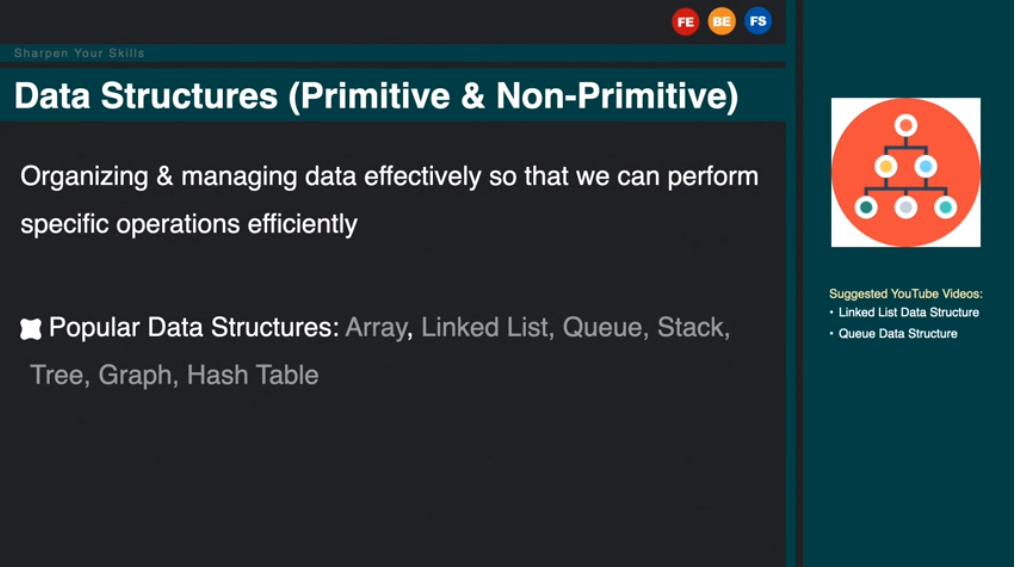 FE BE FS
Sharpen Your Skills
Data Structures (Primitive & Non-Primitive)
Organizing & managing data effectively so that we can perform
specific operations efficiently
Popular Data Structures: Array, Linked List, Queue, Stack,
Tree, Graph, Hash Table
Suggested YouTube Videos:
• Linked List Data Structure
• Queue Data Structure